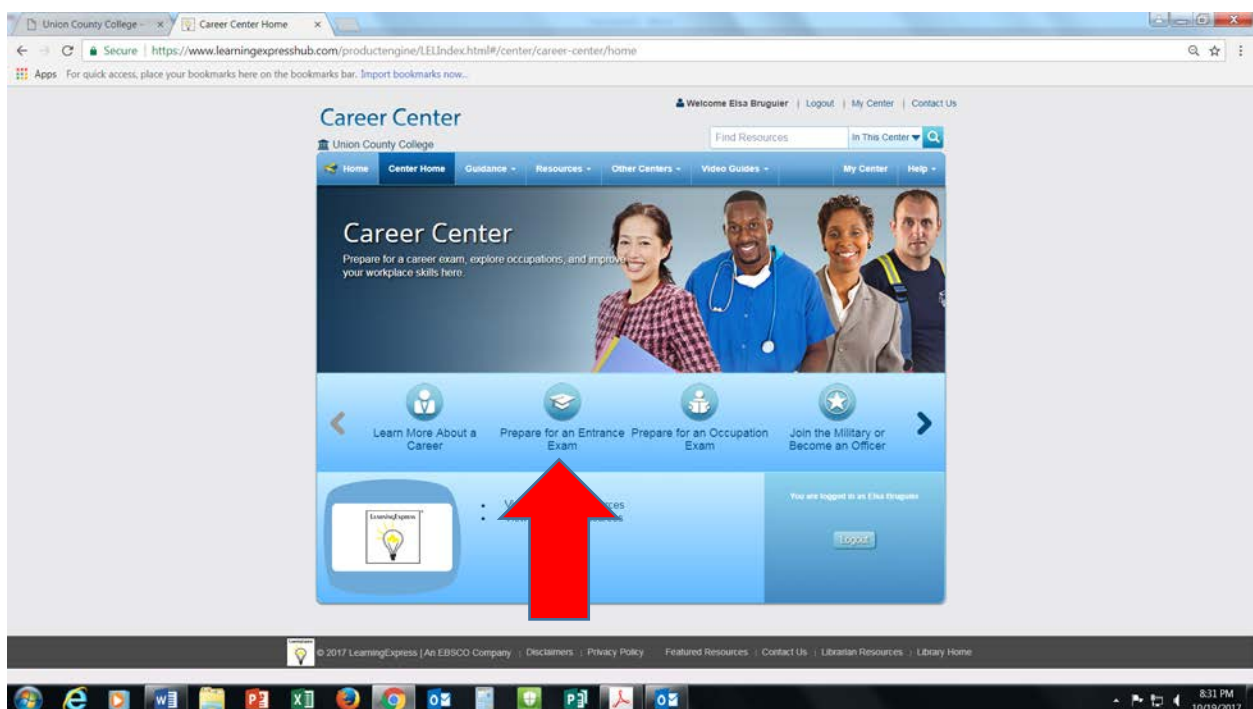 Union County College -
Career Center Home
Secure | https://www.learningexpresshub.com/productengine/LELIndex.html#/center/career-center/home
Apps For quick access, place your bookmarks here on the bookmarks bar. Import bookmarks now...
Welcome Elsa Bruguier | Logout | My Center | Contact Us
Career Center
Union County College
Find Resources In This Center
Home Center Home Guidance Resources Other Centers Video Guides My Center Help
Career Center
Prepare for a career exam, explore occupations, and improve
your workplace skills here.
Learn More About a
Career
Prepare for an Entrance
Exam
Prepare for an Occupation
Exam
Join the Military or
Become an Officer
LearningExpress
You are logged in as Elsa Bruguier
Logout
© 2017 LearningExpress | An EBSCO Company | Disclaimers | Privacy Policy Featured Resources | Contact Us | Librarian Resources | Library Home
8:31 PM
10/19/2017